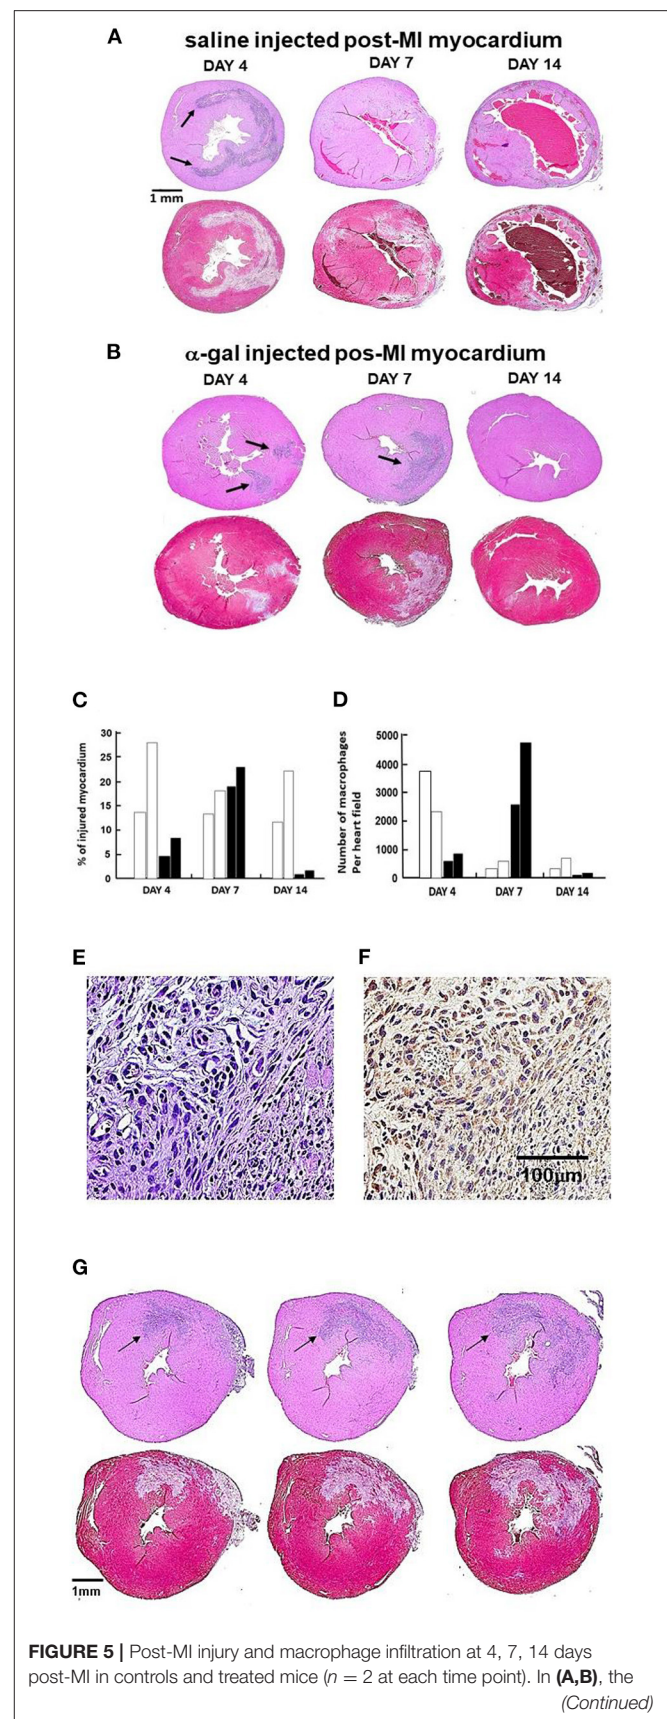 A
saline injected post-MI myocardium
DAY 4 DAY 7 DAY 14
1 mm
B
α-gal injected pos-MI myocardium
DAY 4 DAY 7 DAY 14
C
% of injured myocardium
30
25
20
15
10
5
0
DAY 4 DAY 7 DAY 14
D
Number of macrophages
Per heart field
5000
4000
3000
2000
1000
0
DAY 4 DAY 7 DAY 14
E
F
100μm
G
1mm
FIGURE 5 | Post-MI injury and macrophage infiltration at 4, 7, 14 days
post-MI in controls and treated mice (n = 2 at each time point). In (A,B), the
(Continued)